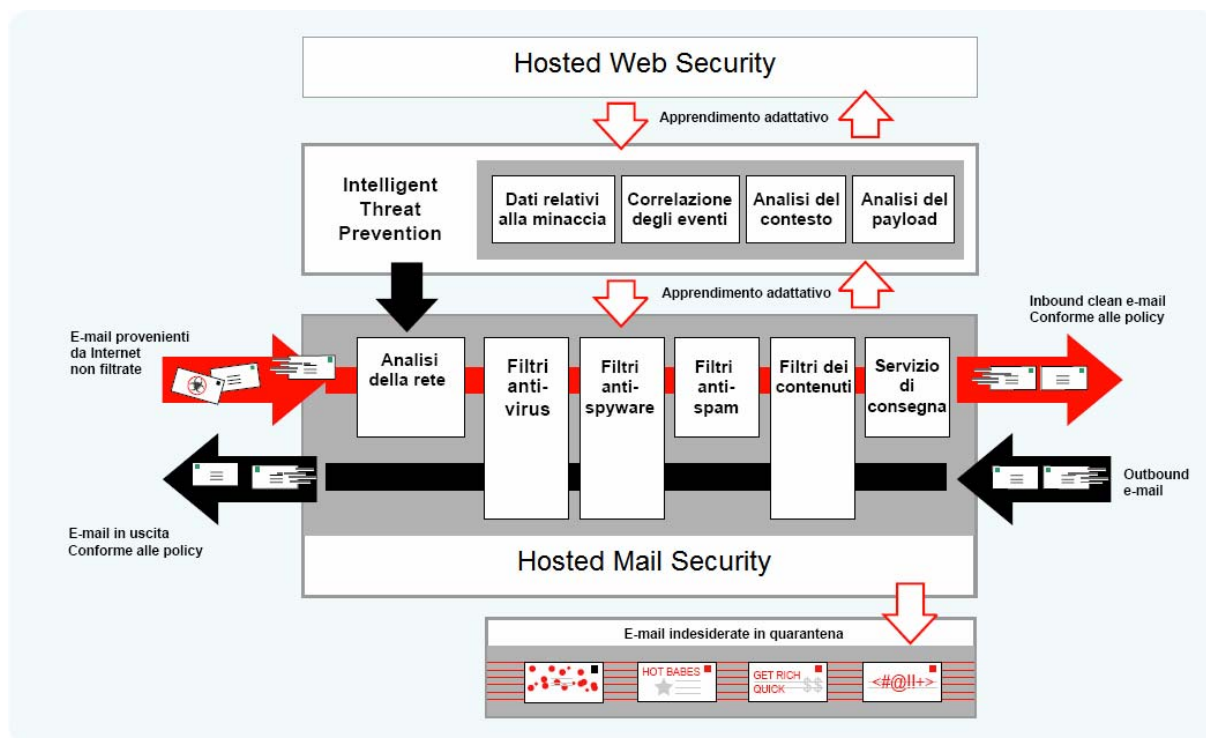 Hosted Web Security
Apprendimento adattativo
Intelligent
Threat
Prevention
Dati relativi
alla minaccia
Correlazione
degli eventi
Analisi del
contesto
Analisi del
payload
Apprendimento adattativo
E-mail provenienti
da Internet
non filtrate
Inbound clean e-mail
Conforme alle policy
Analisi
della rete
Filtri
anti-
virus
Filtri
anti-
spyware
Filtri
anti-
spam
Filtri dei
contenuti
Servizio
di
consegna
Outbound
e-mail
E-mail in uscita
Conforme alle policy
Hosted Mail Security
E-mail indesiderate in quarantena
HOT BABES
GET RICH
QUICK
$$
<#@!!+>